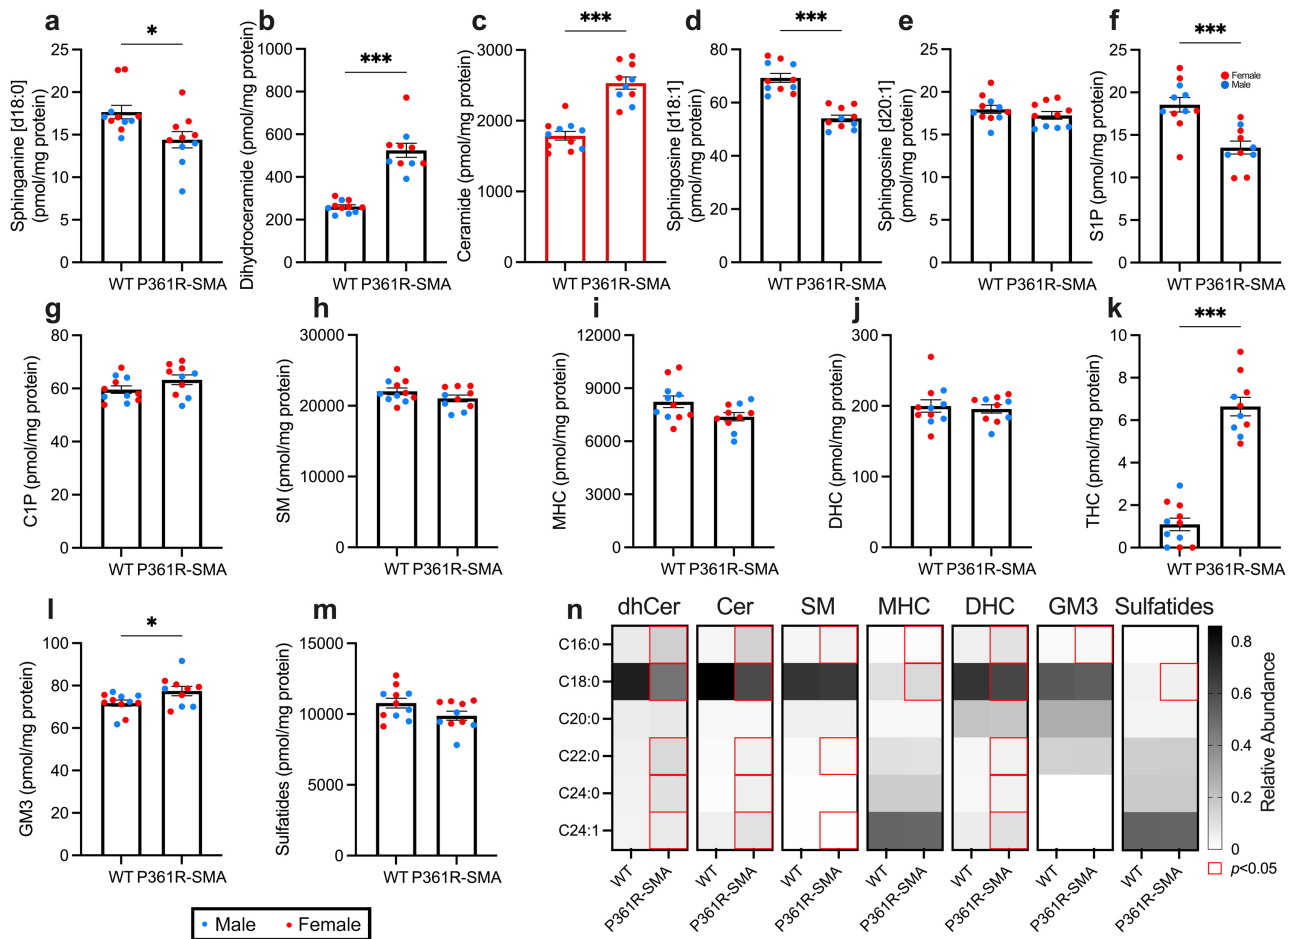 a
Sphinganine [d18:0]
(pmol/mg protein)
25
20
15
10
5
0
*
WT P361R-SMA
b
Dihydroceramide (pmol/mg protein)
1000
800
600
400
200
0
***
WT P361R-SMA
c
Ceramide (pmol/mg protein)
3000
2000
1000
0
***
WT P361R-SMA
d
Sphingosine [d18:1]
(pmol/mg protein)
80
60
40
20
0
***
WT P361R-SMA
e
Sphingosine [d20:1]
(pmol/mg protein)
25
20
15
10
5
0
WT P361R-SMA
f
S1P (pmol/mg protein)
25
20
15
10
5
0
***
Female
Male
WT P361R-SMA
g
C1P (pmol/mg protein)
80
60
40
20
0
WT P361R-SMA
h
SM (pmol/mg protein)
30000
20000
10000
0
WT P361R-SMA
i
MHC (pmol/mg protein)
12000
9000
6000
3000
0
WT P361R-SMA
j
DHC (pmol/mg protein)
300
200
100
0
WT P361R-SMA
k
THC (pmol/mg protein)
10
8
6
4
2
0
***
WT P361R-SMA
l
GM3 (pmol/mg protein)
100
80
60
40
20
0
*
WT P361R-SMA
m
Sulfatides (pmol/mg protein)
15000
10000
5000
0
WT P361R-SMA
n
dhCer Cer SM MHC DHC GM3 Sulfatides
C16:0
C18:0
C20:0
C22:0
C24:0
C24:1
WT P361R-SMA WT P361R-SMA WT P361R-SMA WT P361R-SMA WT P361R-SMA WT P361R-SMA WT P361R-SMA
0.8
0.6
0.4
0.2
0
Relative Abundance
p<0.05
Male Female